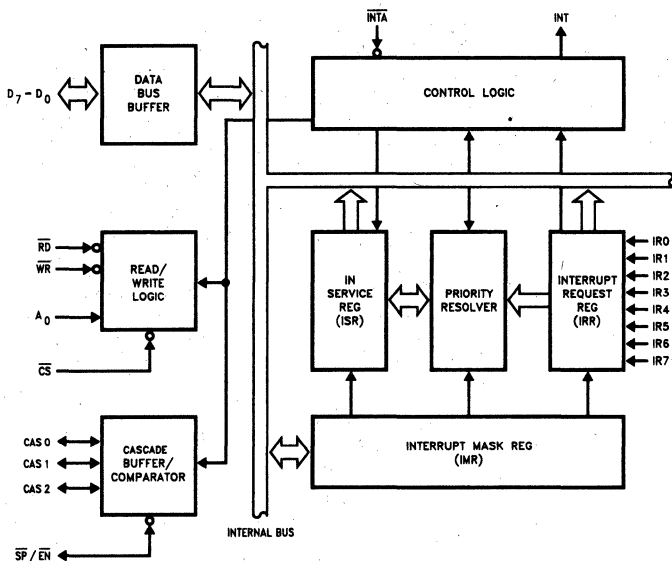 INTA
INT
D7-D0
DATA
BUS
BUFFER
CONTROL LOGIC
RD
WR
A0
CS
READ/
WRITE
LOGIC
IN
SERVICE
REG
(ISR)
PRIORITY
RESOLVER
INTERRUPT
REQUEST
REG
(IRR)
IR0
IR1
IR2
IR3
IR4
IR5
IR6
IR7
CAS 0
CAS 1
CAS 2
CASCADE
BUFFER/
COMPARATOR
SP/EN
INTERRUPT MASK REG
(IMR)
INTERNAL BUS